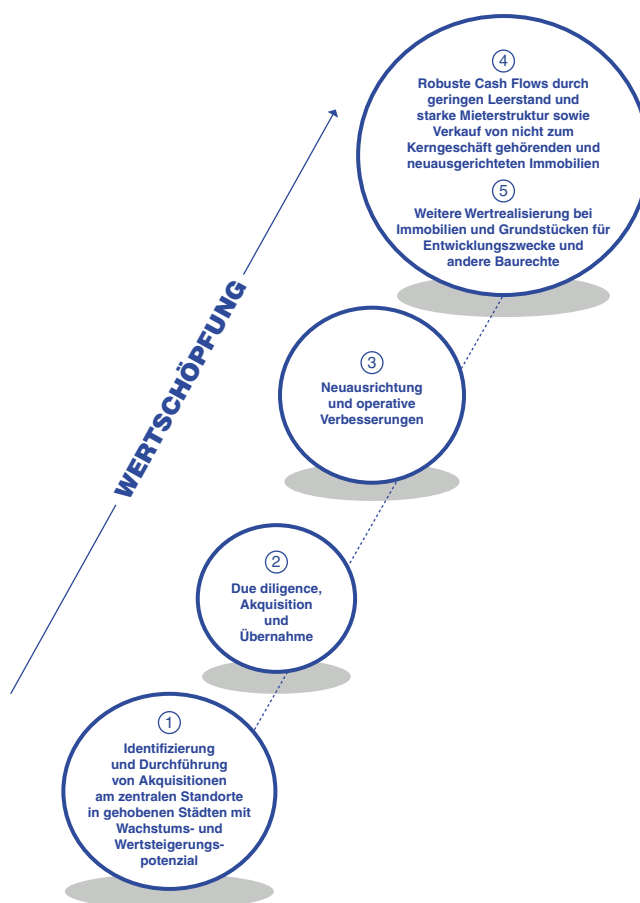 4
Robuste Cash Flows durch
geringen Leerstand und
starke Mieterstruktur sowie
Verkauf von nicht zum
Kerngeschäft gehörenden und
neuausgerichteten Immobilien
5
Weitere Wertrealisierung bei
Immobilien und Grundstücken für
Entwicklungszwecke und
andere Baurechte
WERTSCHÖPFUNG
3
Neuausrichtung
und operative
Verbesserungen
2
Due diligence,
Akquisition
und
Übernahme
1
Identifizierung
und Durchführung
von Akquisitionen
am zentralen Standorte
in gehobenen Städten mit
Wachstums- und
Wertsteigerungs-
potenzial